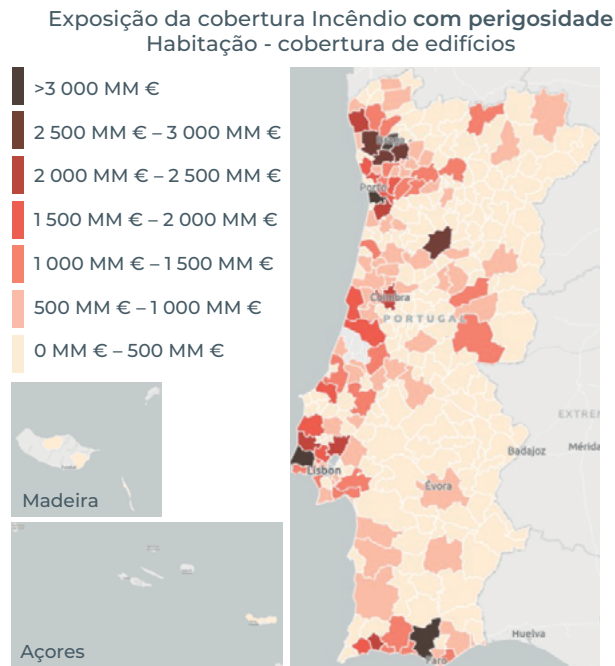 Exposição da cobertura Incêndio com perigosidade
Habitação - cobertura de edifícios
>3 000 MM €
2 500 MM € – 3 000 MM €
2 000 MM € – 2 500 MM €
1 500 MM € – 2 000 MM €
1 000 MM € – 1 500 MM €
500 MM € – 1 000 MM €
0 MM € – 500 MM €
Madeira
Açores
Braga
Porto
Coimbra
PORTUGAL
EXTREM
Badajoz
Mérida
Lisbon
Évora
Huelva
Faro